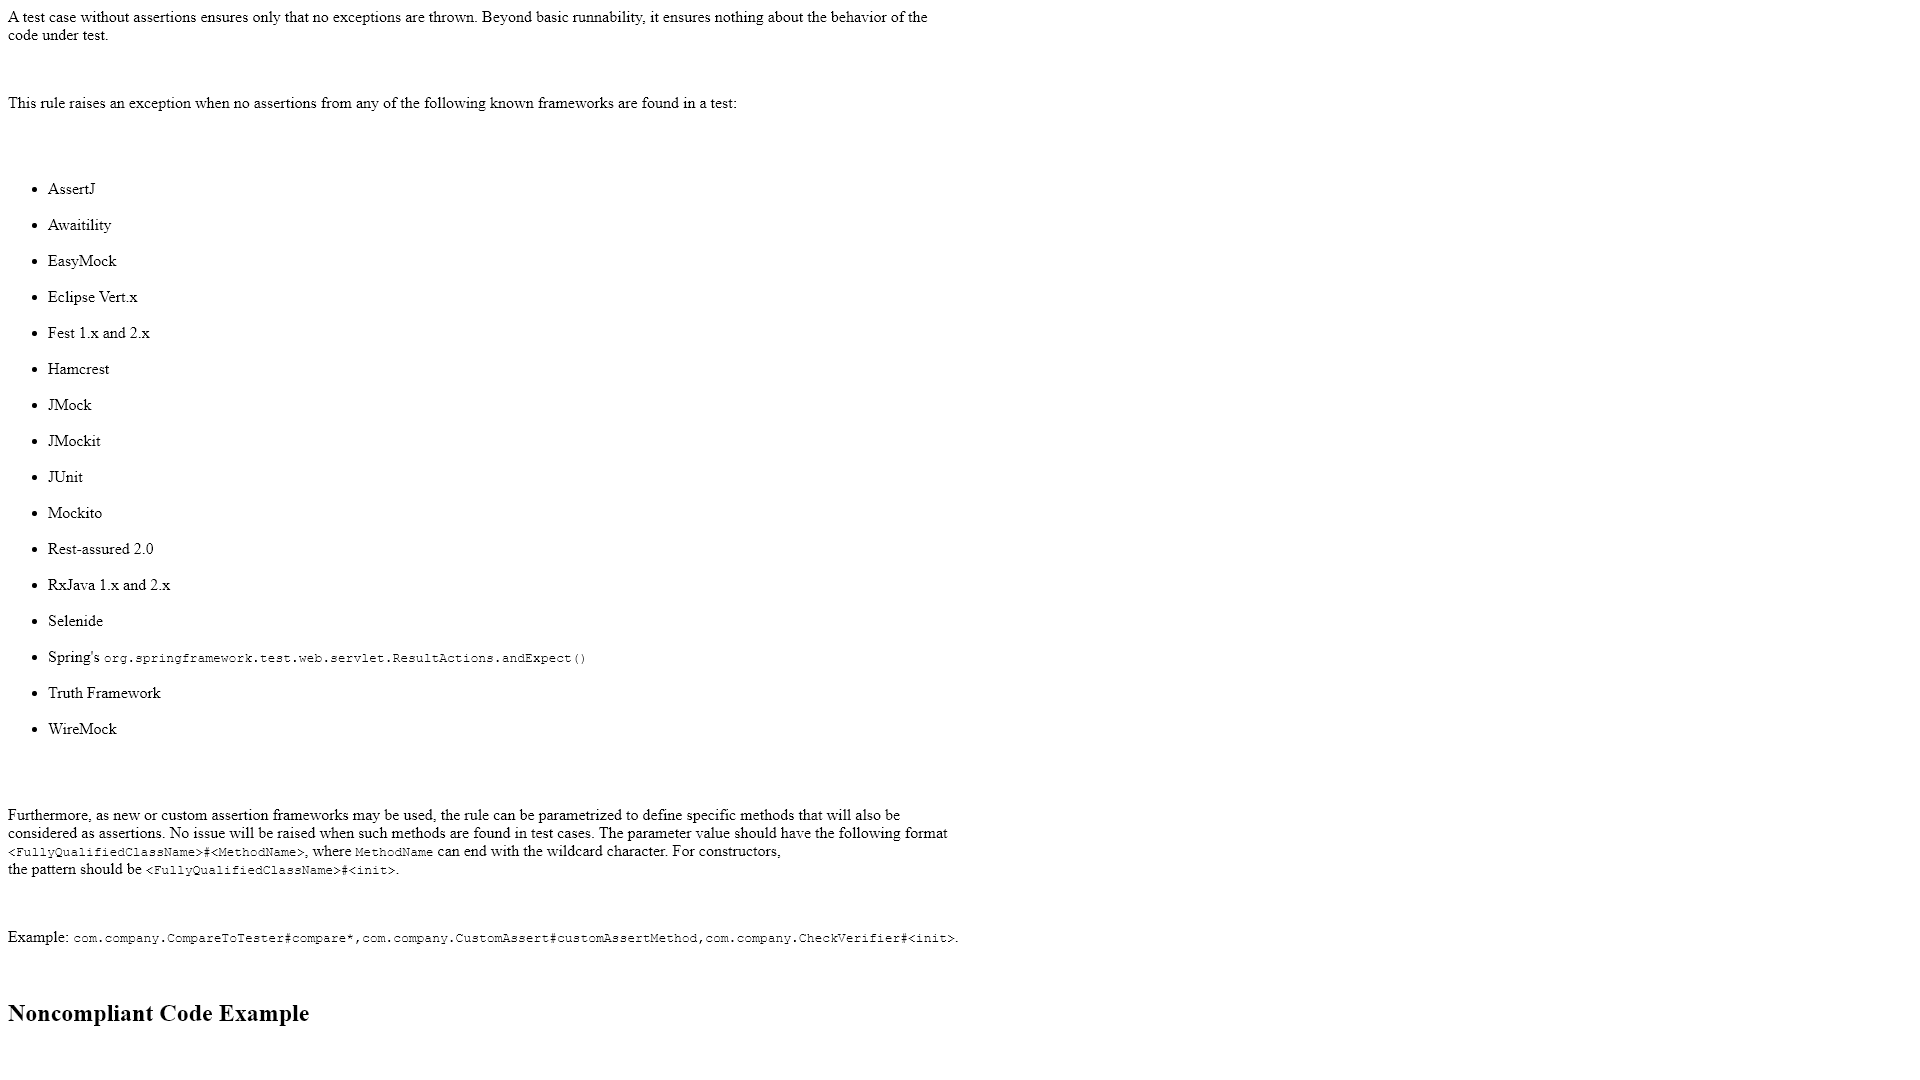 A test case without assertions ensures only that no exceptions are thrown. Beyond basic runnability, it ensures nothing about the behavior of the
code under test.
This rule raises an exception when no assertions from any of the following known frameworks are found in a test:
• AssertJ
• Awaitility
• EasyMock
• Eclipse Vert.x
• Fest 1.x and 2.x
• Hamcrest
• JMock
• JMockit
• JUnit
• Mockito
• Rest-assured 2.0
• RxJava 1.x and 2.x
• Selenide
• Spring's org.springframework.test.web.servlet.ResultActions.andExpect()
• Truth Framework
• WireMock
Furthermore, as new or custom assertion frameworks may be used, the rule can be parametrized to define specific methods that will also be
considered as assertions. No issue will be raised when such methods are found in test cases. The parameter value should have the following format
<FullyQualifiedClassName>#<MethodName>, where MethodName can end with the wildcard character. For constructors,
the pattern should be <FullyQualifiedClassName>#<init>.
Example: com.company.CompareToTester#compare*,com.company.CustomAssert#customAssertMethod,com.company.CheckVerifier#<init>.
Noncompliant Code Example